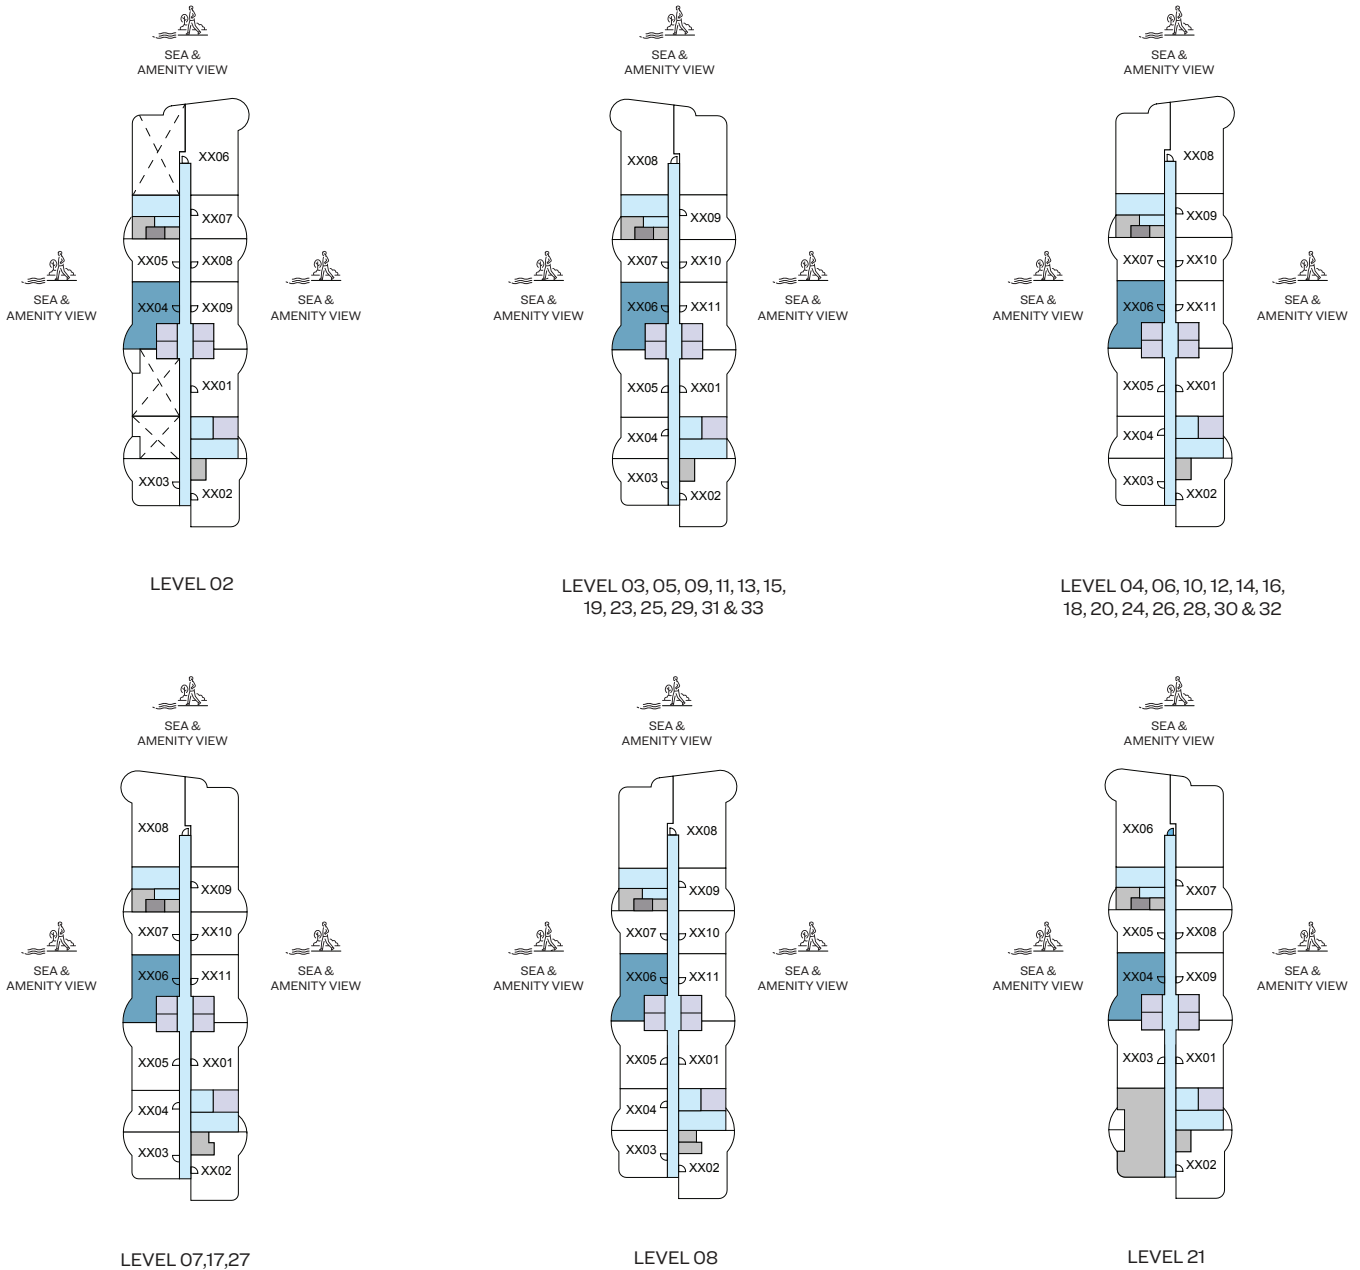 SEA &
AMENITY VIEW
XX06
XX07
XX05
XX08
SEA &
AMENITY VIEW
XX04
XX09
SEA &
AMENITY VIEW
XX01
XX03
XX02
LEVEL 02
SEA &
AMENITY VIEW
XX08
XX09
XX07
XX10
SEA &
AMENITY VIEW
XX06
XX11
SEA &
AMENITY VIEW
XX05
XX01
XX04
XX03
XX02
LEVEL 03, 05, 09, 11, 13, 15,
19, 23, 25, 29, 31 & 33
SEA &
AMENITY VIEW
XX08
XX09
XX07
XX10
SEA &
AMENITY VIEW
XX06
XX11
SEA &
AMENITY VIEW
XX05
XX01
XX04
XX03
XX02
LEVEL 04, 06, 10, 12, 14, 16,
18, 20, 24, 26, 28, 30 & 32
SEA &
AMENITY VIEW
XX08
XX09
XX07
XX10
SEA &
AMENITY VIEW
XX06
XX11
SEA &
AMENITY VIEW
XX05
XX01
XX04
XX03
XX02
LEVEL 07,17,27
SEA &
AMENITY VIEW
XX08
XX09
XX07
XX10
SEA &
AMENITY VIEW
XX06
XX11
SEA &
AMENITY VIEW
XX05
XX01
XX04
XX03
XX02
LEVEL 08
SEA &
AMENITY VIEW
XX06
XX07
XX05
XX08
SEA &
AMENITY VIEW
XX04
XX09
SEA &
AMENITY VIEW
XX03
XX01
XX02
LEVEL 21